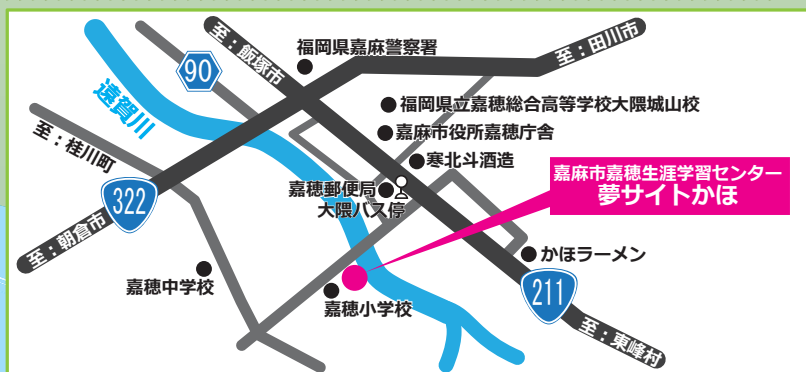 至：飯塚市
福岡県嘉麻警察署
至：田川市
90
遠賀川
福岡県立嘉穂総合高等学校大隈城山校
嘉麻市役所嘉穂庁舎
寒北斗酒造
至：桂川町
嘉穂郵便局
大隈バス停
嘉麻市嘉穂生涯学習センター
夢サイトかほ
322
至：朝倉市
かほラーメン
嘉穂中学校
嘉穂小学校
211
至：東峰村